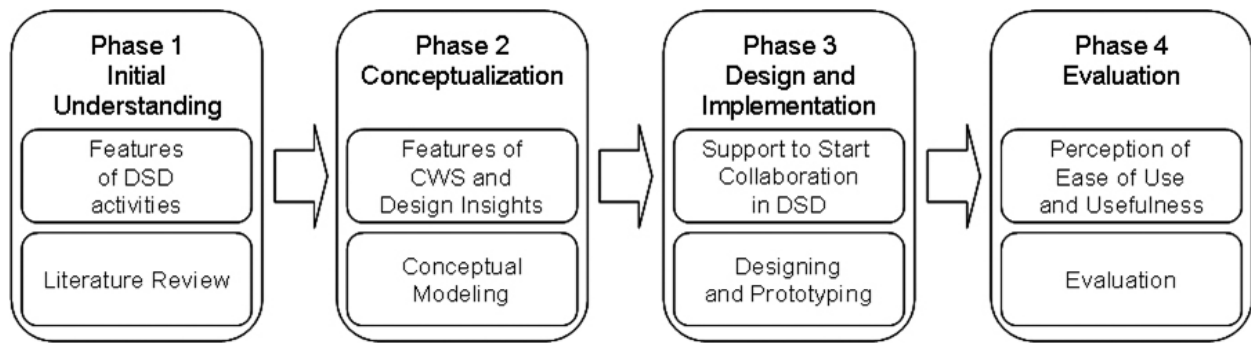 Phase 1
Initial
Understanding
Features
of DSD
activities
Literature Review
Phase 2
Conceptualization
Features of
CWS and
Design Insights
Conceptual
Modeling
Phase 3
Design and
Implementation
Support to Start
Collaboration
in DSD
Designing
and Prototyping
Phase 4
Evaluation
Perception of
Ease of Use
and Usefulness
Evaluation